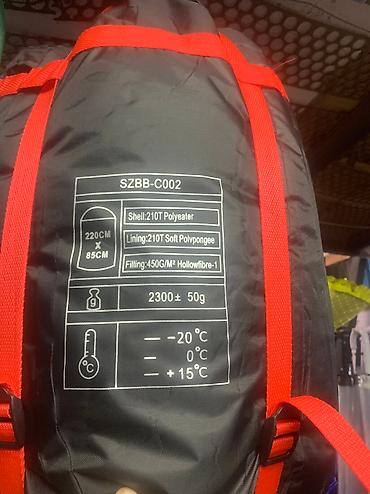 SZBB-C002
220CM
X
85CM
Shell:210T Polyeater
Lining:210T Soft Polypongee
Filling:450G/M² Hollowfibre-1
g
2300± 50g
°C
— −20°C
— 0°C
— +15°C